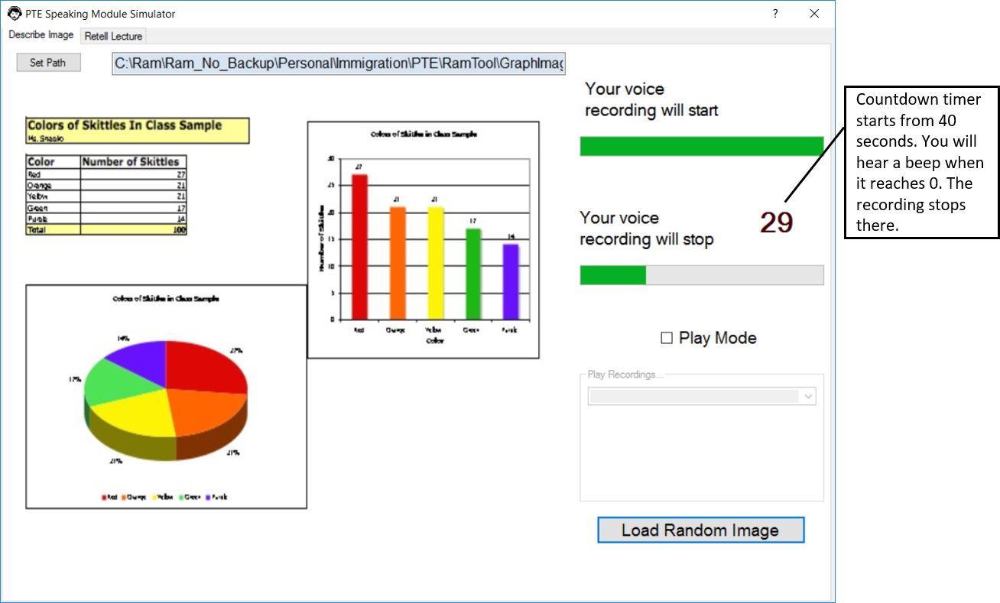 PTE Speaking Module Simulator
?
Describe Image
Retell Lecture
Set Path
C:\Ram\Ram_No_Backup\Personal\Immigration\PTE\RamTool\GraphImag
Colors of Skittles In Class Sample
Color Number of Skittles
Red 27
Orange 21
Yellow 21
Green 17
Purple 14
Total 100
Colors of Skittles in Class Sample
Number of Skittles
30
25
20
15
10
5
0
27
21
21
17
14
Red Orange Yellow Green Purple
Color
Colors of Skittles in Class Sample
14%
27%
17%
21%
21%
Red Orange Yellow Green Purple
Your voice
recording will start
Your voice
recording will stop
29
Play Mode
Play Recordings...
Load Random Image
Countdown timer
starts from 40
seconds. You will
hear a beep when
it reaches 0. The
recording stops
there.